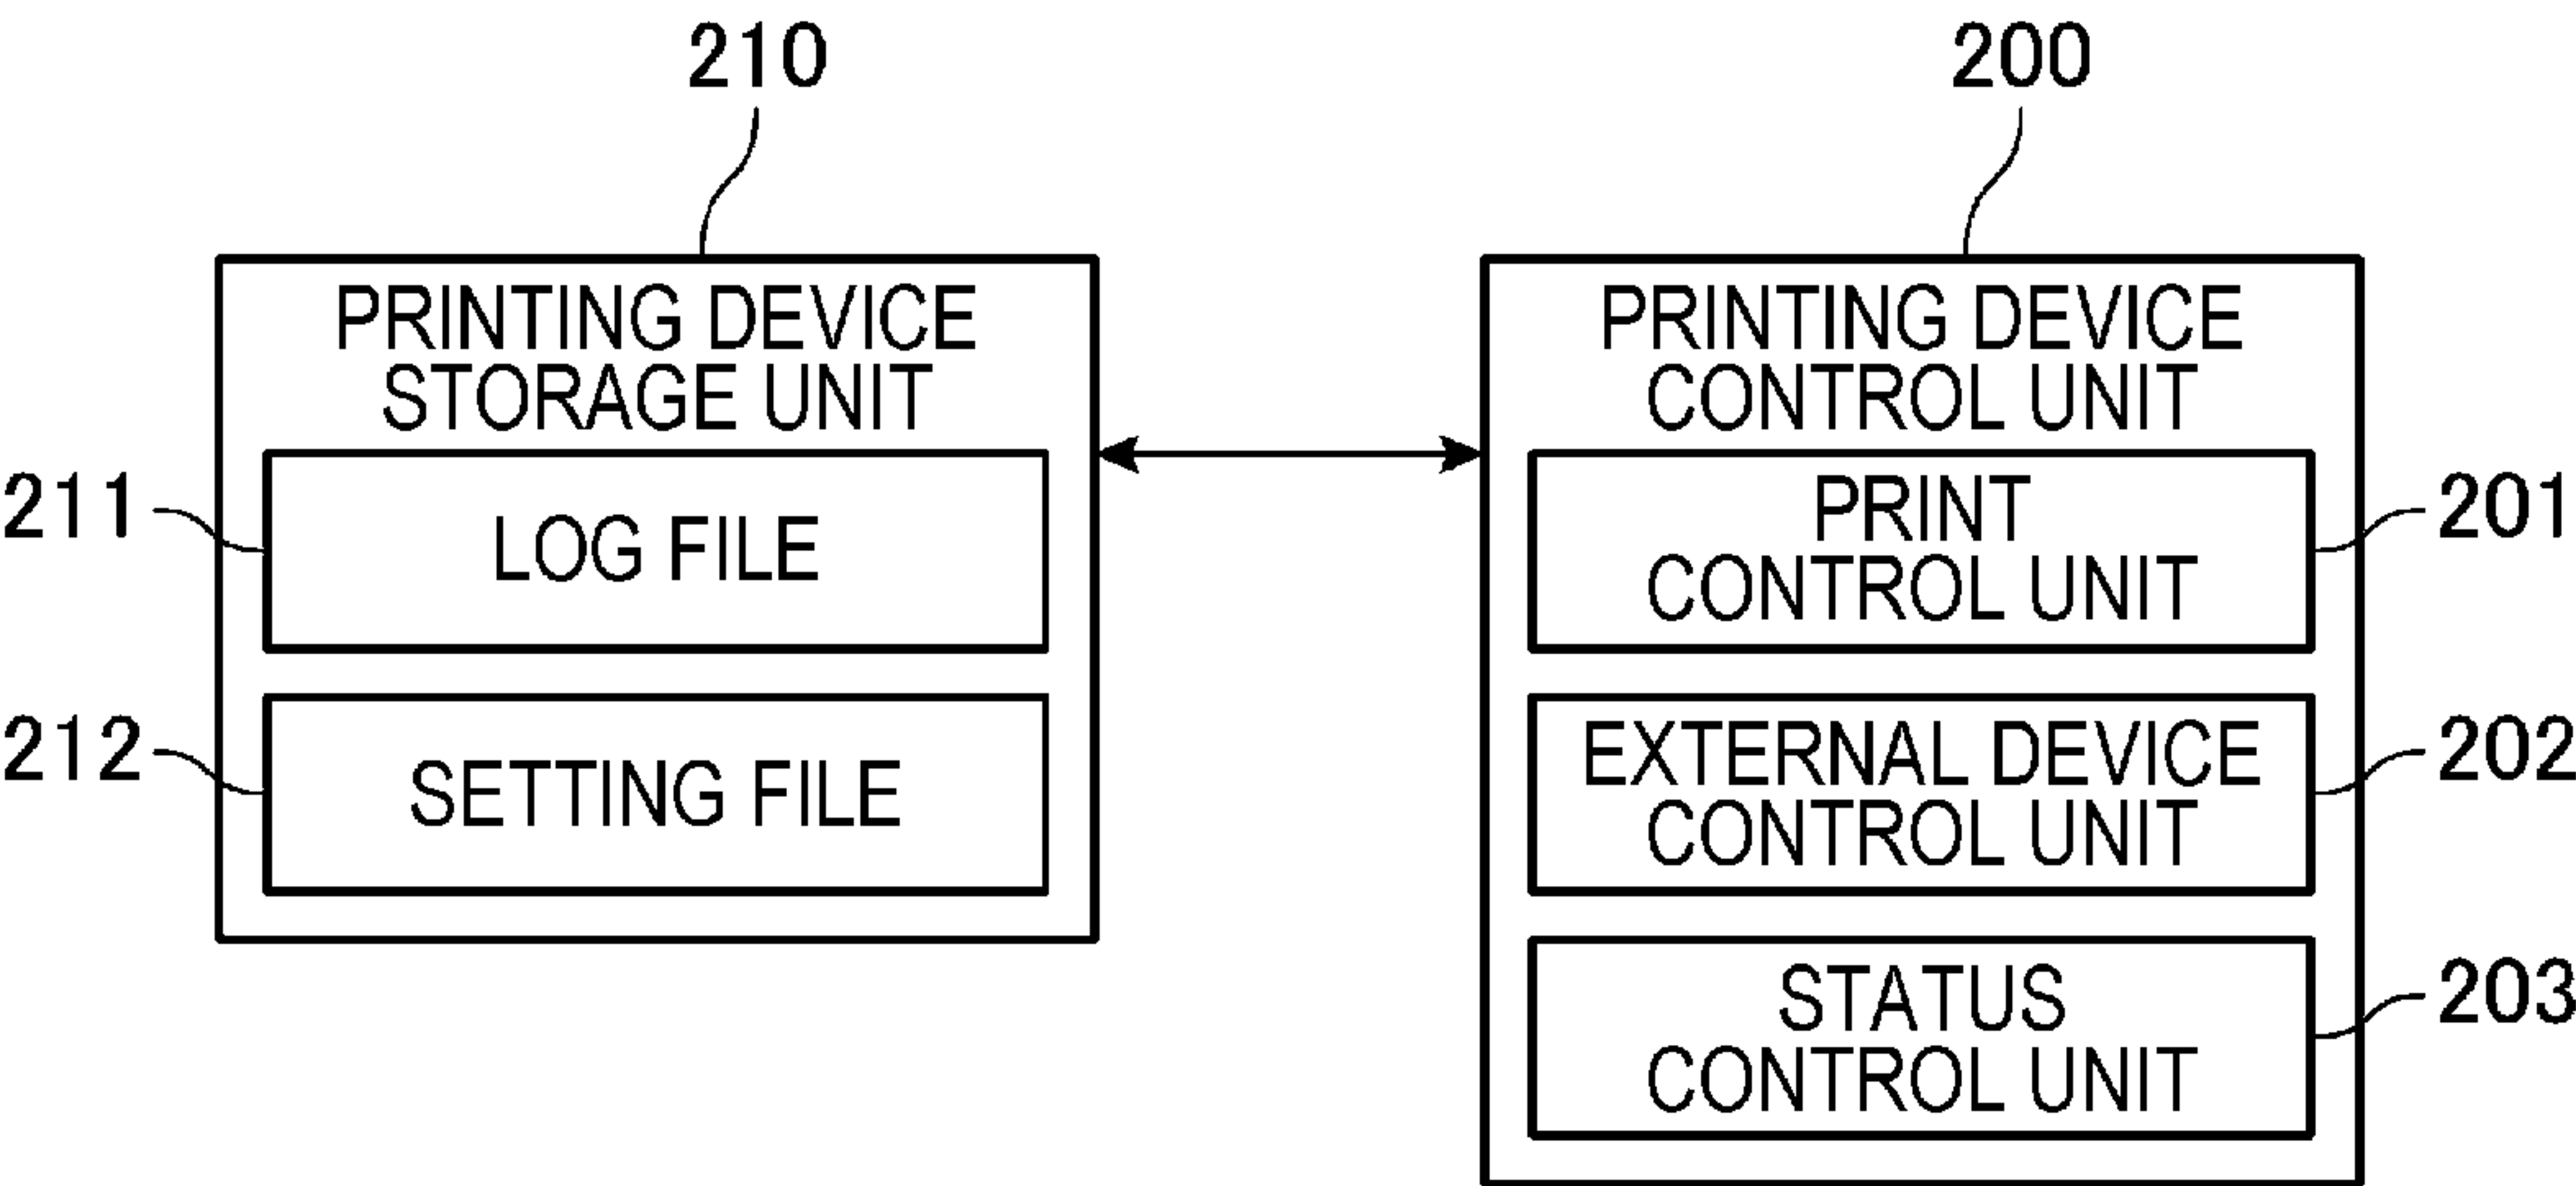 210
200
PRINTING DEVICE
STORAGE UNIT
211
LOG FILE
212
SETTING FILE
PRINTING DEVICE
CONTROL UNIT
PRINT
CONTROL UNIT
201
EXTERNAL DEVICE
CONTROL UNIT
202
STATUS
CONTROL UNIT
203